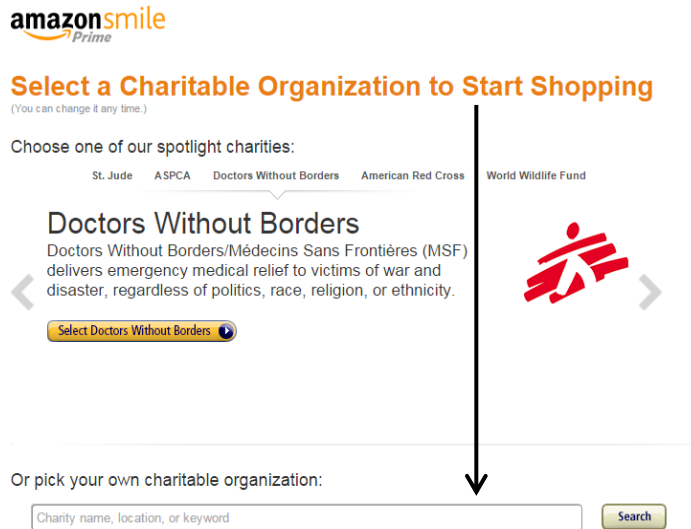 amazonsmile
Prime
Select a Charitable Organization to Start Shopping
(You can change it any time.)
Choose one of our spotlight charities:
St. Jude ASPCA Doctors Without Borders American Red Cross World Wildlife Fund
Doctors Without Borders
Doctors Without Borders/Médecins Sans Frontières (MSF)
delivers emergency medical relief to victims of war and
disaster, regardless of politics, race, religion, or ethnicity.
Select Doctors Without Borders
Or pick your own charitable organization:
Charity name, location, or keyword Search